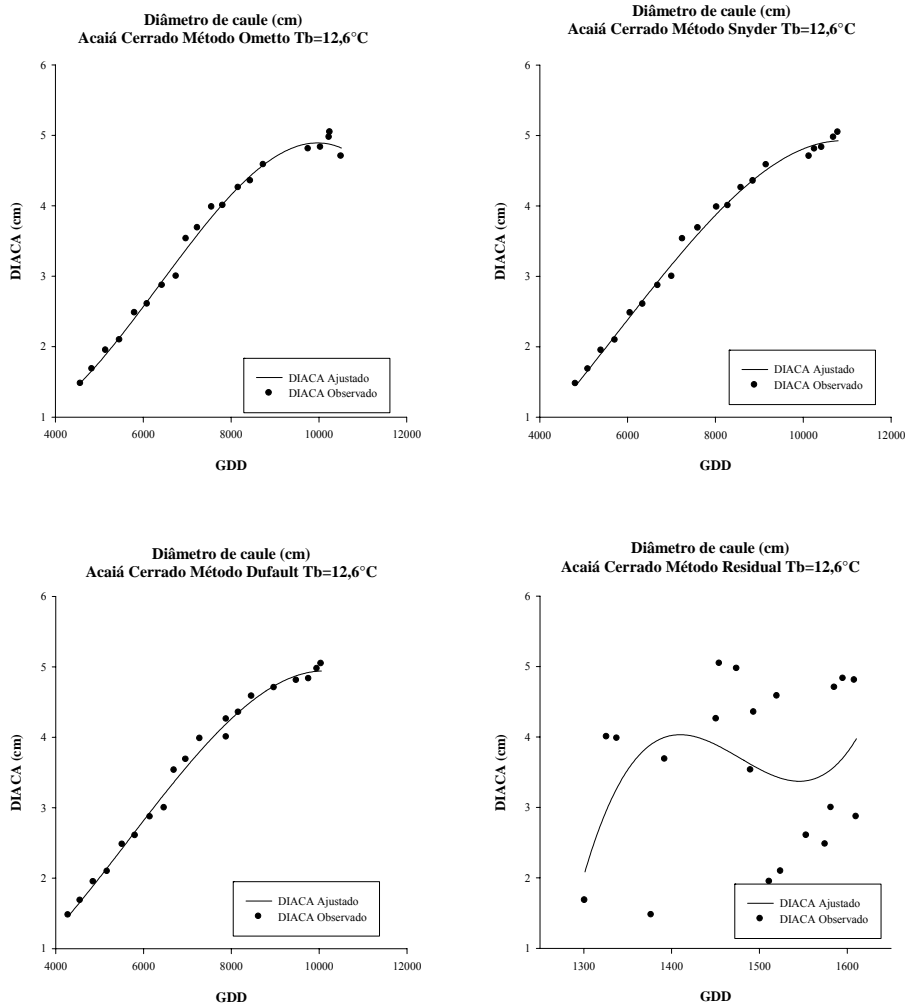 Diâmetro de caule (cm)
Acaiá Cerrado Método Ometto Tb=12,6°C
6
5
4
3
2
1
DIACA (cm)
4000 6000 8000 10000 12000
GDD
DIACA Ajustado
DIACA Observado
Diâmetro de caule (cm)
Acaiá Cerrado Método Snyder Tb=12,6°C
6
5
4
3
2
1
DIACA (cm)
4000 6000 8000 10000 12000
GDD
DIACA Ajustado
DIACA Observado
Diâmetro de caule (cm)
Acaiá Cerrado Método Dufault Tb=12,6°C
6
5
4
3
2
1
DIACA (cm)
4000 6000 8000 10000 12000
GDD
DIACA Ajustado
DIACA Observado
Diâmetro de caule (cm)
Acaiá Cerrado Método Residual Tb=12,6°C
6
5
4
3
2
1
DIACA (cm)
1300 1400 1500 1600
GDD
DIACA Ajustado
DIACA Observado